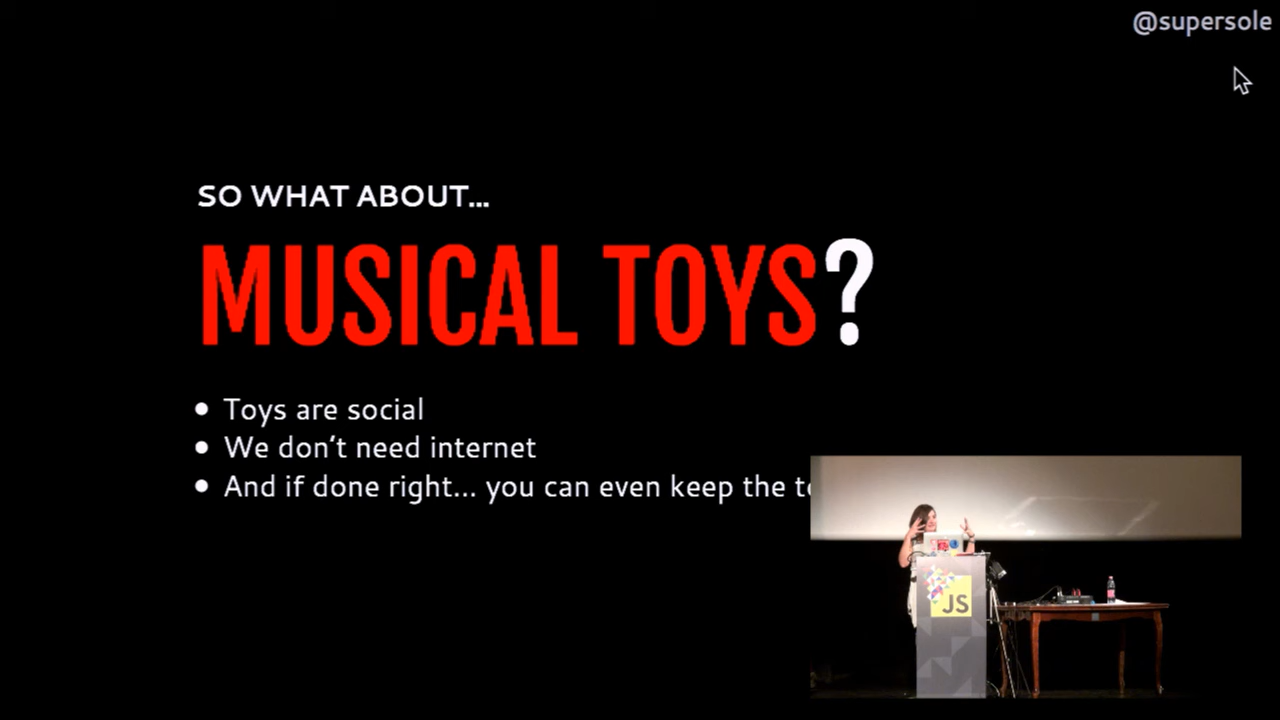 @supersole
SO WHAT ABOUT...
MUSICAL TOYS?
• Toys are social
• We don't need internet
• And if done right... you can even keep the
JS